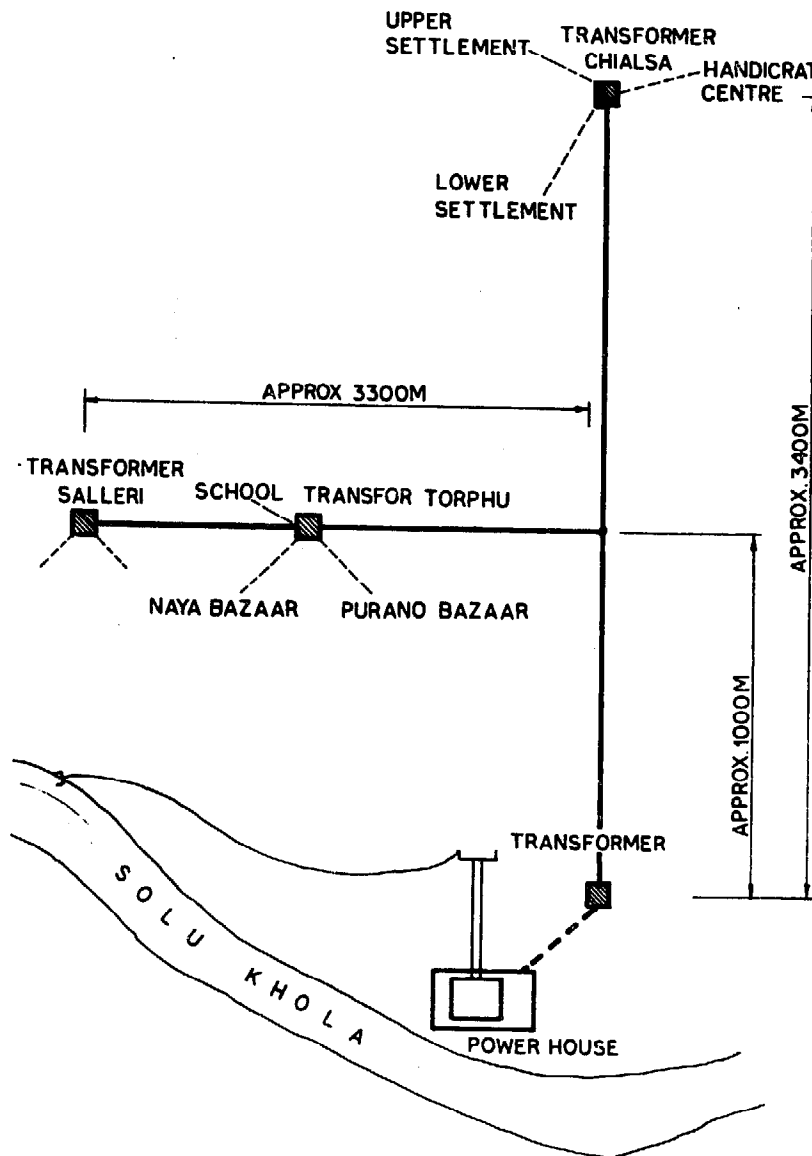 UPPER
SETTLEMENT
TRANSFORMER
CHIALSA
HANDICRAT
CENTRE
LOWER
SETTLEMENT
APPROX 3300M
APPROX. 3400M
TRANSFORMER
SALLERI
SCHOOL
TRANSFOR TORPHU
NAYA BAZAAR
PURANO BAZAAR
APPROX. 1000M
TRANSFORMER
SOLU KHOLA
POWER HOUSE